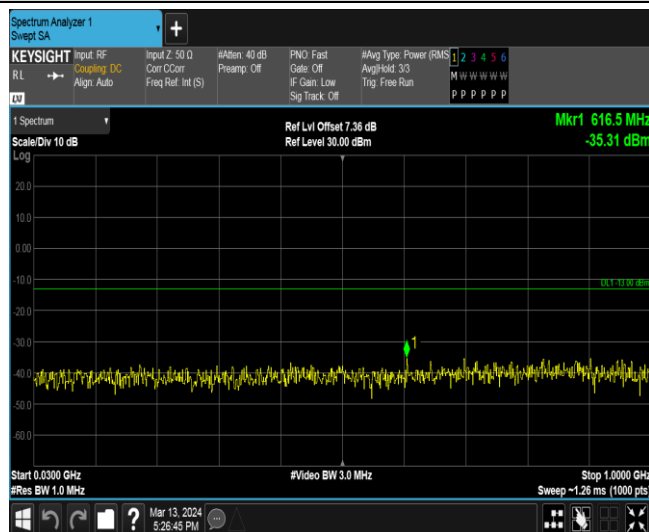 Spectrum Analyzer 1
Swept SA
+
KEYSIGHT Input: RF Input Z: 50 Ω #Atten: 40 dB PNO: Fast #Avg Type: Power (RMS 1 2 3 4 5 6
RL Coupling: DC Corr CCorr Preamp: Off Gate: Off Avg|Hold: 3/3 M W W W W W
Align: Auto Freq Ref: Int (S) IF Gain: Low Trig: Free Run
LXI Sig Track: Off P P P P P P
1 Spectrum Ref Lvl Offset 7.36 dB Mkr1 616.5 MHz
Scale/Div 10 dB Ref Level 30.00 dBm -35.31 dBm
Log
20.0
10.0
0.00
-10.0
DL1 -13.00 dBm
-20.0
-30.0
1
-40.0
-50.0
-60.0
Start 0.0300 GHz #Video BW 3.0 MHz Stop 1.0000 GHz
#Res BW 1.0 MHz Sweep ~1.26 ms (1000 pts)
? Mar 13, 2024
5:26:45 PM